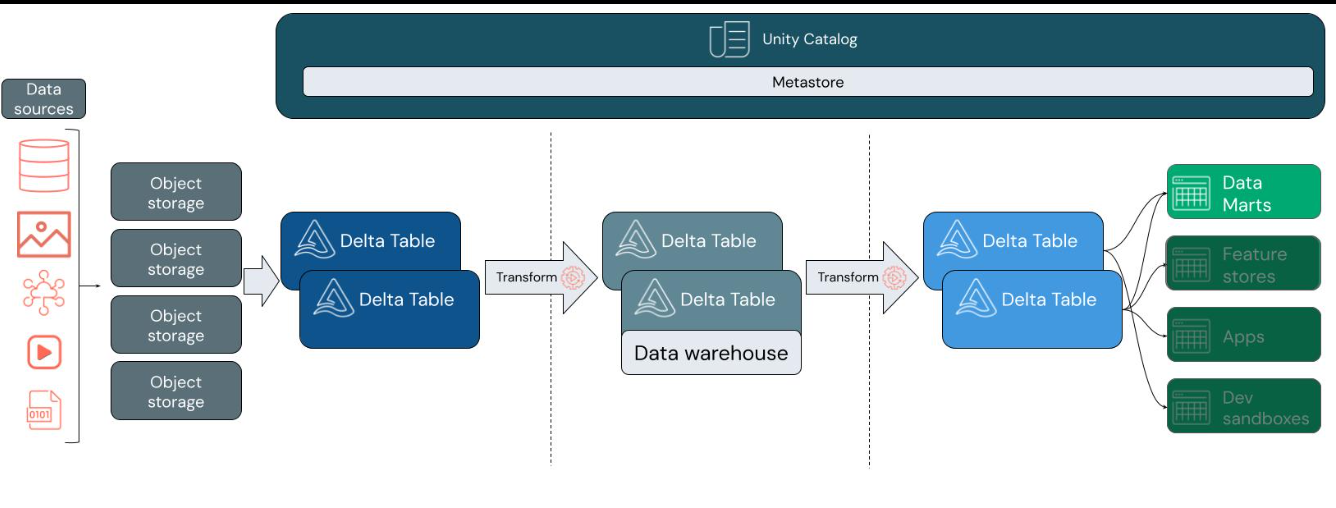 Unity Catalog
Metastore
Data
sources
Object
storage
Object
storage
Object
storage
Object
storage
0101
Delta Table
Delta Table
Transform
Delta Table
Delta Table
Data warehouse
Transform
Delta Table
Delta Table
Data
Marts
Feature
stores
Apps
Dev
sandboxes